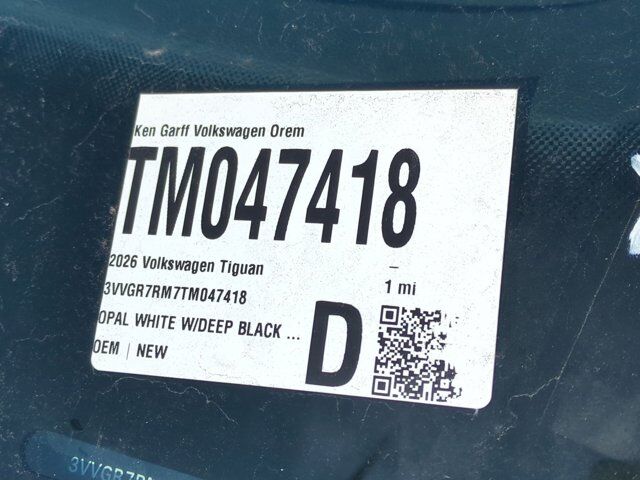 Ken Garff Volkswagen Orem
TM047418
2026 Volkswagen Tiguan
–
3VVGR7RM7TM047418
1 mi
OPAL WHITE W/DEEP BLACK ...
D
OEM | NEW